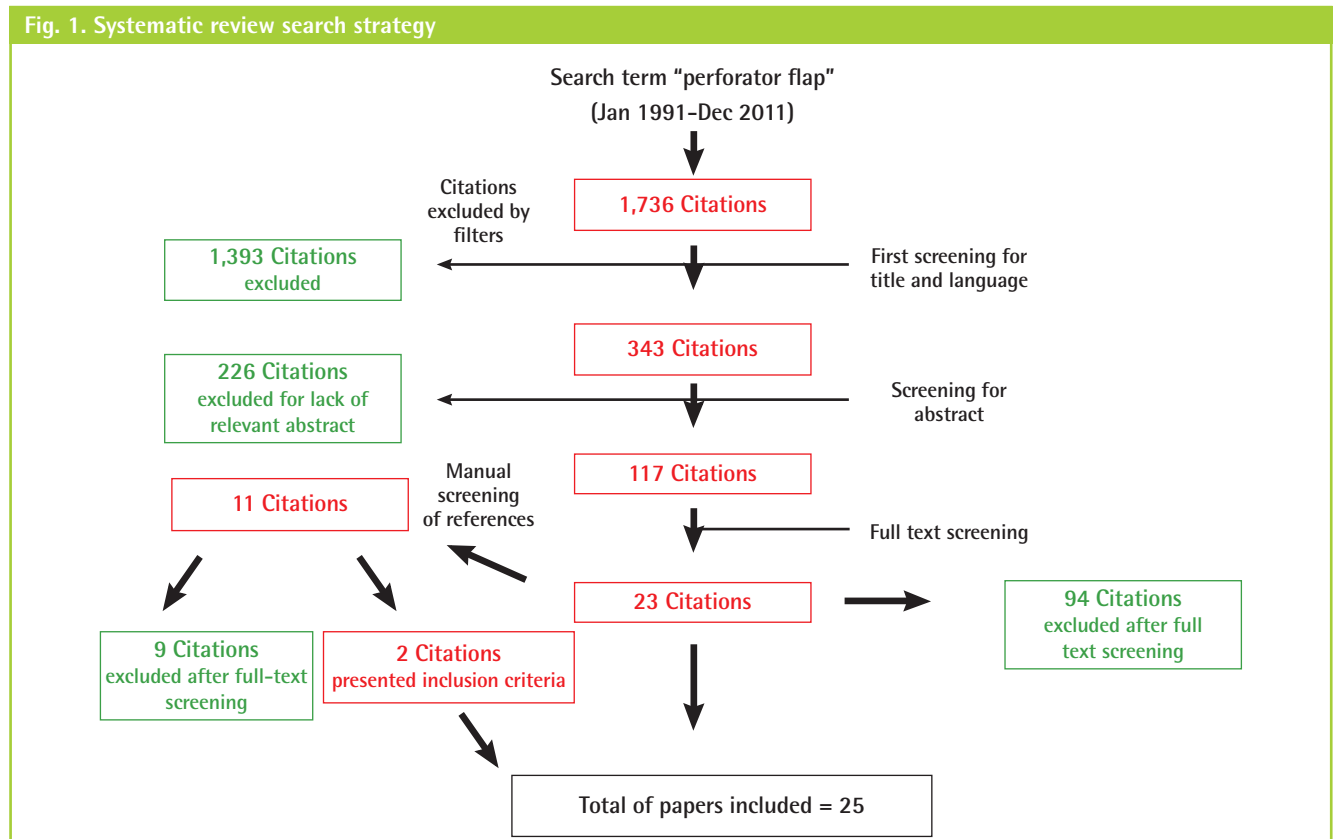 Fig. 1. Systematic review search strategy
Search term “perforator flap”
(Jan 1991-Dec 2011)
1,736 Citations
Citations
excluded by
filters
First screening for
title and language
1,393 Citations
excluded
343 Citations
Screening for
abstract
226 Citations
excluded for lack of
relevant abstract
117 Citations
Manual
screening
of references
11 Citations
Full text screening
23 Citations
94 Citations
excluded after full
text screening
9 Citations
excluded after full-text
screening
2 Citations
presented inclusion criteria
Total of papers included = 25